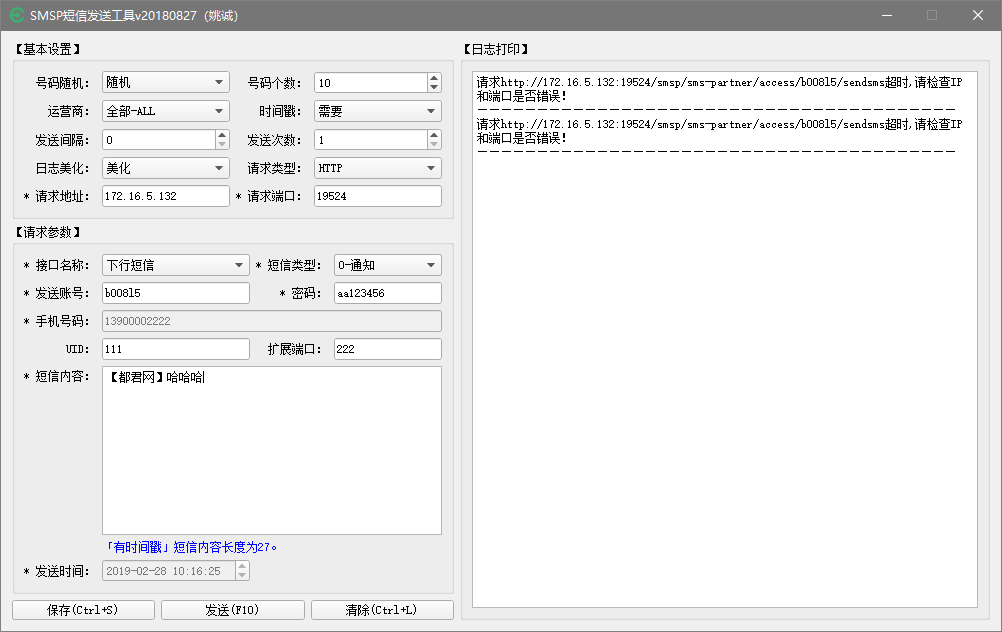 SMSP短信发送工具v20180827（姚诚）
【基本设置】
号码随机: 随机 号码个数: 10
运营商: 全部-ALL 时间戳: 需要
发送间隔: 0 发送次数: 1
日志美化: 美化 请求类型: HTTP
* 请求地址: 172.16.5.132 * 请求端口: 19524
【请求参数】
* 接口名称: 下行短信 * 短信类型: 0-通知
* 发送账号: b008l5 * 密码: aa123456
* 手机号码: 13900002222
UID: 111 扩展端口: 222
* 短信内容: 【都君网】哈哈哈
「有时间戳」短信内容长度为27。
* 发送时间: 2019-02-28 10:16:25
保存(Ctrl+S) 发送(F10) 清除(Ctrl+L)
【日志打印】
请求http://172.16.5.132:19524/smsp/sms-partner/access/b008l5/sendsms超时,请检查IP
和端口是否错误!
－－－－－－－－－－－－－－－－－－－－－－－－－－－－－－－－－－－－－－－－
请求http://172.16.5.132:19524/smsp/sms-partner/access/b008l5/sendsms超时,请检查IP
和端口是否错误!
－－－－－－－－－－－－－－－－－－－－－－－－－－－－－－－－－－－－－－－－